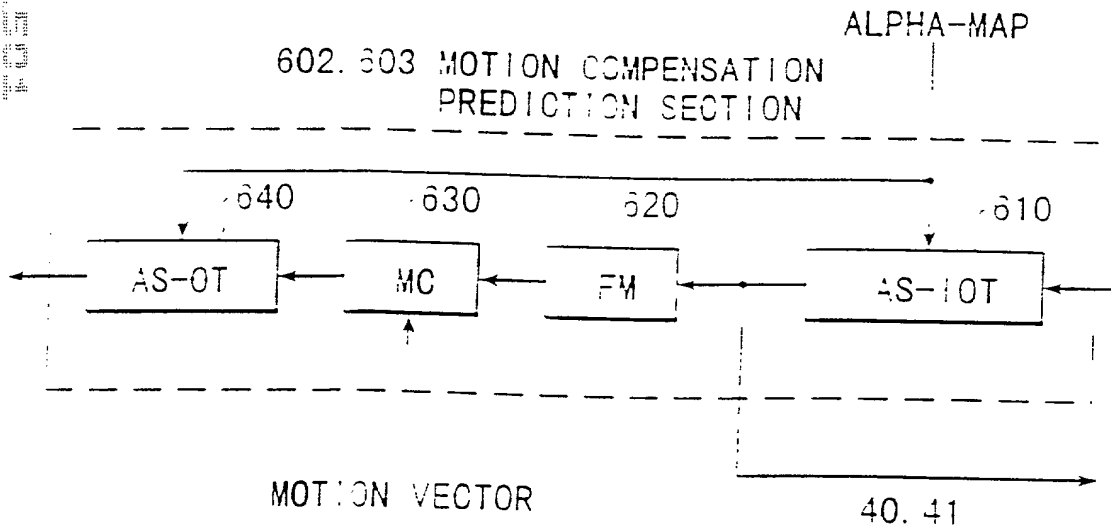 ALPHA-MAP
602. 603 MOTION COMPENSATION
PREDICTION SECTION
640 630 620 610
AS-OT MC FM AS-IOT
MOTION VECTOR
40. 41